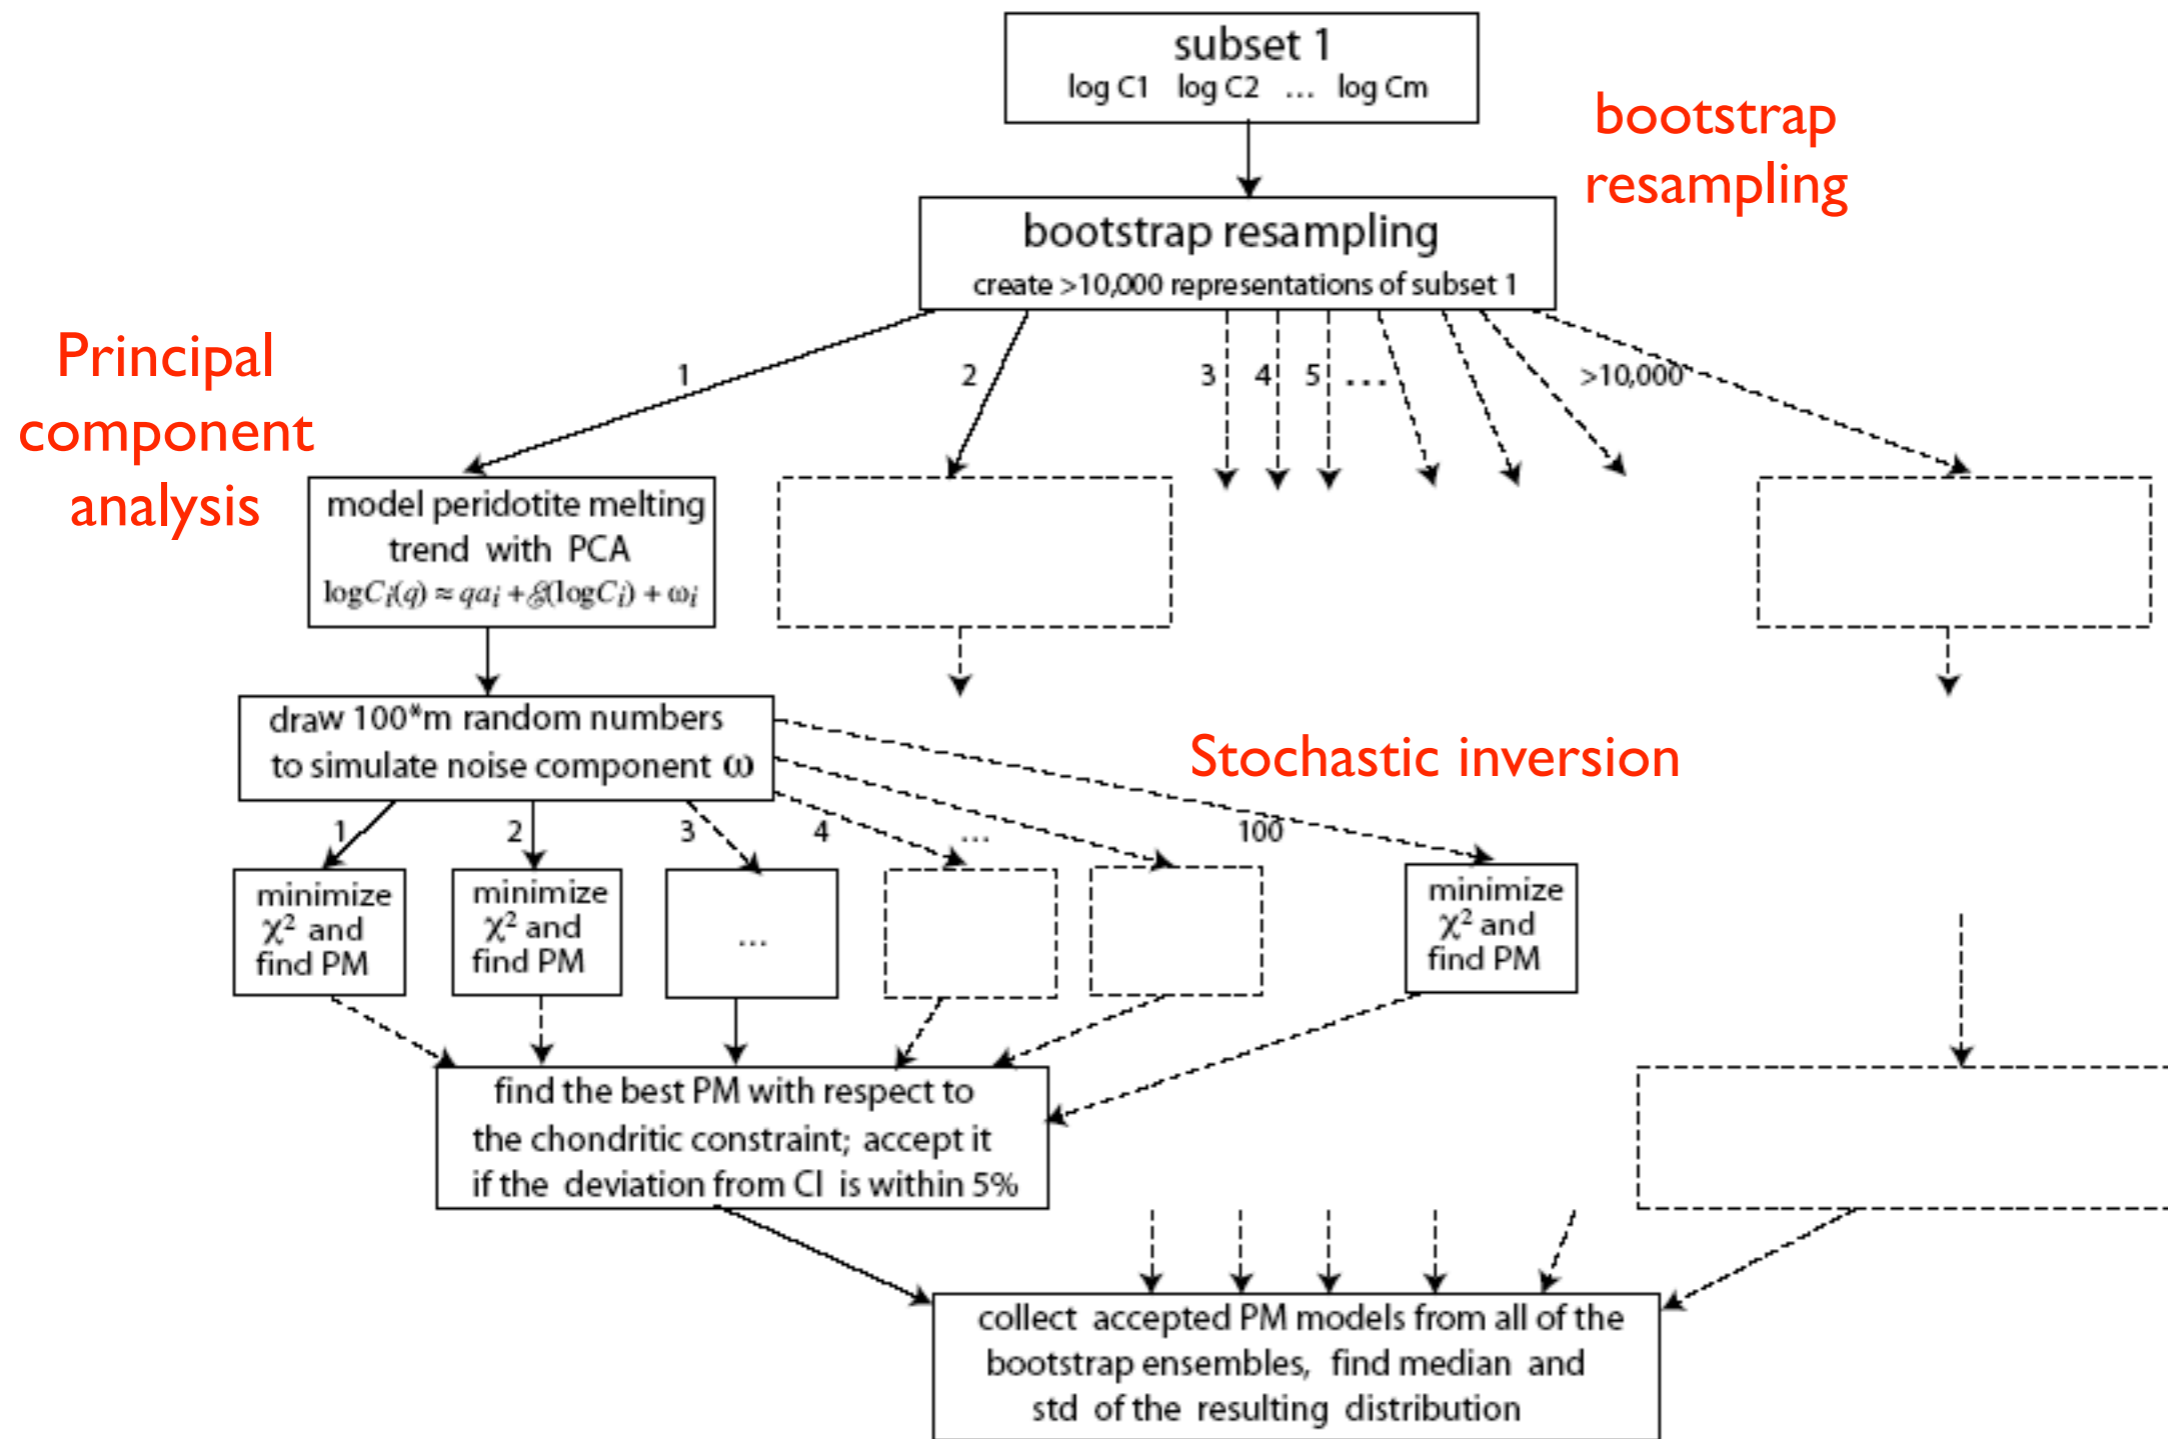 subset 1
log C1 log C2 ... log Cm
bootstrap
resampling
bootstrap resampling
create >10,000 representations of subset 1
Principal
component
analysis
1
2
3
4
5
...
>10,000
model peridotite melting
trend with PCA
logCi(q) ≈ qai + ℰ(logCi) + ωi
draw 100*m random numbers
to simulate noise component ω
Stochastic inversion
1
2
3
4
...
100
minimize
χ² and
find PM
minimize
χ² and
find PM
...
minimize
χ² and
find PM
find the best PM with respect to
the chondritic constraint; accept it
if the deviation from CI is within 5%
collect accepted PM models from all of the
bootstrap ensembles, find median and
std of the resulting distribution